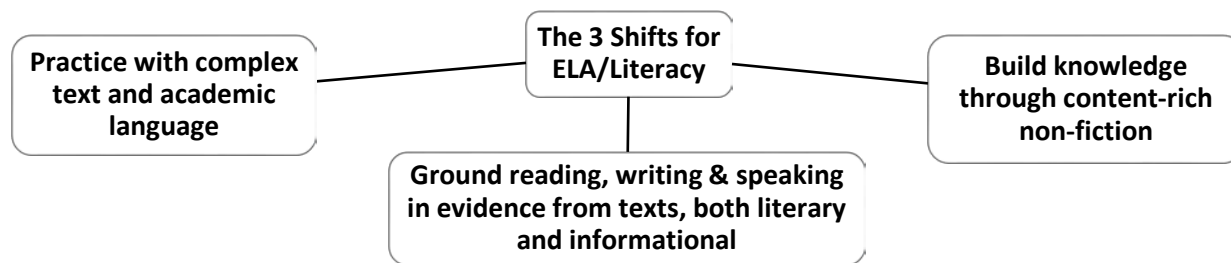 The 3 Shifts for
ELA/Literacy
Practice with complex
text and academic
language
Ground reading, writing & speaking
in evidence from texts, both literary
and informational
Build knowledge
through content-rich
non-fiction